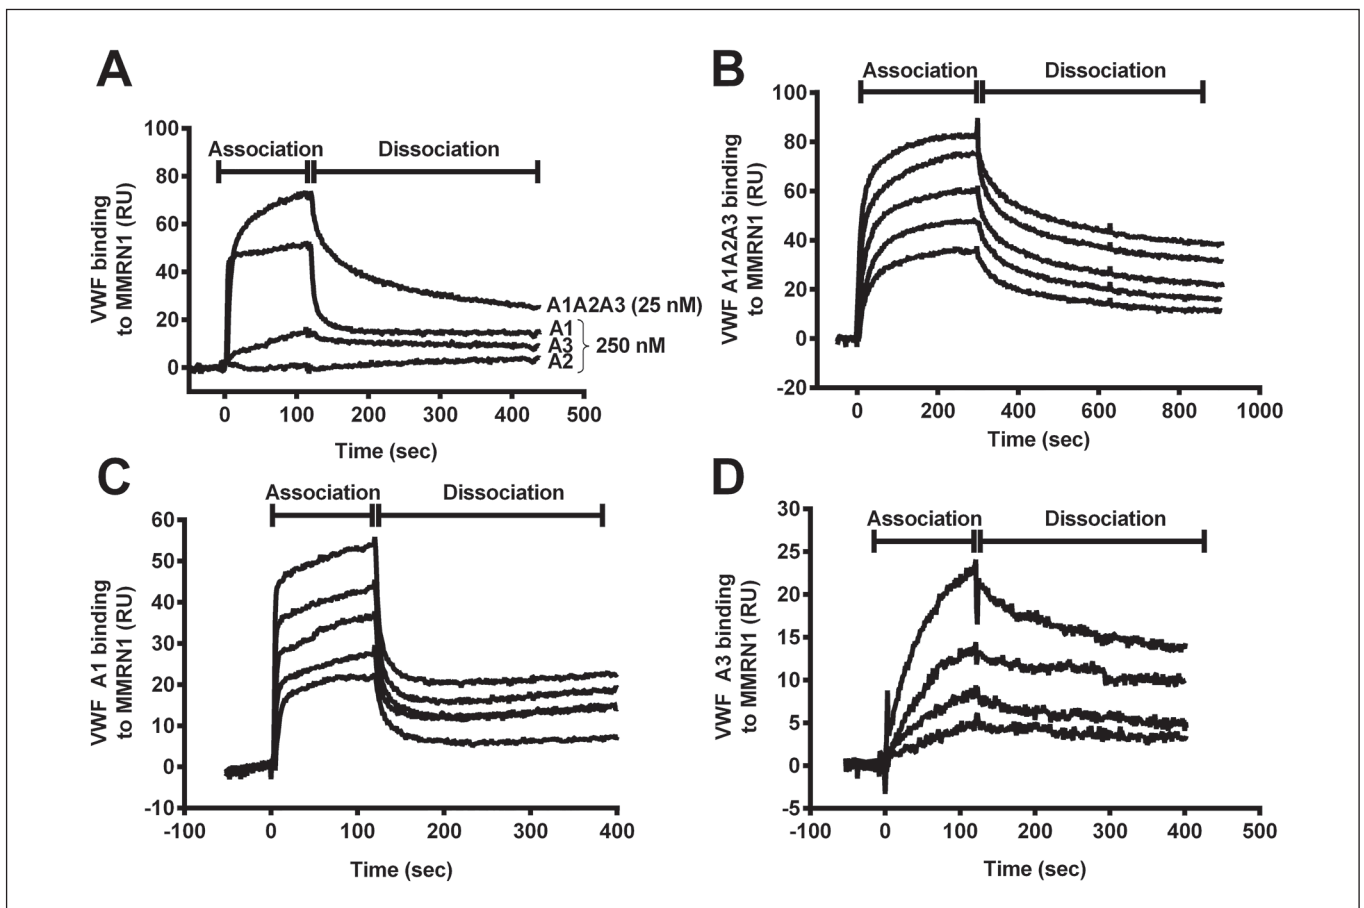 A
Association
Dissociation
VWF binding
to MMRN1 (RU)
100
80
60
40
20
0
0
100
200
300
400
500
Time (sec)
A1A2A3 (25 nM)
A1
A3
A2
250 nM
B
Association
Dissociation
VWF A1A2A3 binding
to MMRN1 (RU)
100
80
60
40
20
0
-20
0
200
400
600
800
1000
Time (sec)
C
Association
Dissociation
VWF A1 binding
to MMRN1 (RU)
60
50
40
30
20
10
0
-10
-100
0
100
200
300
400
Time (sec)
D
Association
Dissociation
VWF A3 binding
to MMRN1 (RU)
30
25
20
15
10
5
0
-5
-100
0
100
200
300
400
500
Time (sec)